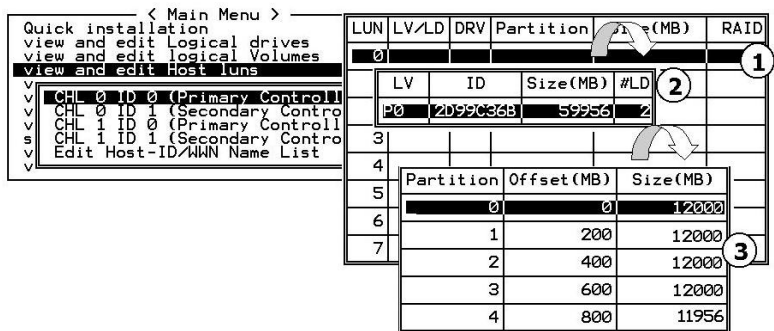 < Main Menu >
Quick installation
view and edit Logical drives
view and edit Logical Volumes
view and edit Host luns
v
v CHL 0 ID 0 (Primary Controll
v CHL 0 ID 1 (Secondary Contro
v CHL 1 ID 0 (Primary Controll
s CHL 1 ID 1 (Secondary Contro
v Edit Host-ID/WWN Name List
v
LUN LV/LD DRV Partition Size(MB) RAID
0
1
LV ID Size(MB) #LD
2
P0 2D99C36B 59956 2
3
4
5
6
7
Partition Offset(MB) Size(MB)
0 0 12000
1 200 12000
2 400 12000
3 600 12000
4 800 11956
3